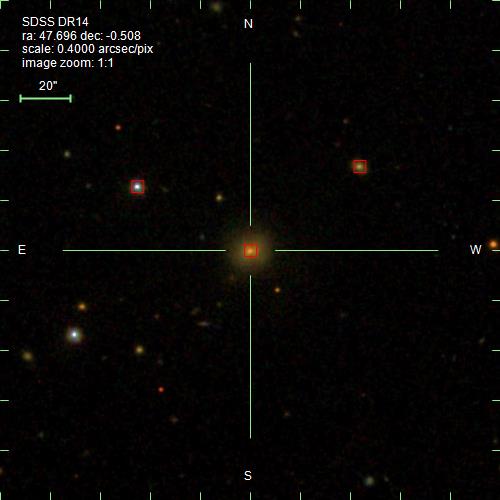 SDSS DR14
ra: 47.696 dec: -0.508
scale: 0.4000 arcsec/pix
image zoom: 1:1
20"
N
E
W
S